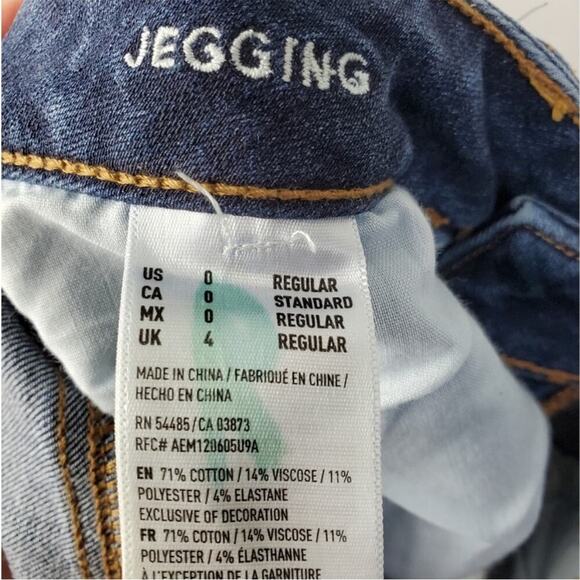 JEGGING
US 0 REGULAR
CA 0 STANDARD
MX 0 REGULAR
UK 4 REGULAR
MADE IN CHINA / FABRIQUÉ EN CHINE /
HECHO EN CHINA
RN 54485 / CA 03873
RFC# AEM120605U9A
EN 71% COTTON / 14% VISCOSE / 11%
POLYESTER / 4% ELASTANE
EXCLUSIVE OF DECORATION
FR 71% COTTON / 14% VISCOSE / 11%
POLYESTER / 4% ÉLASTHANNE
À L'EXCEPTION DE LA GARNITURE